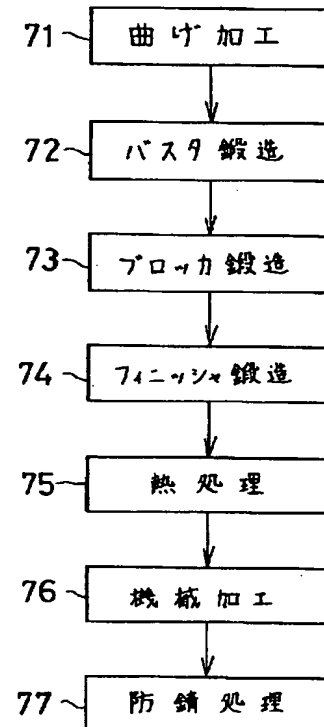 71 曲げ加工
72 バスタ鍛造
73 ブロッカ鍛造
74 フィニッシャ鍛造
75 熱処理
76 機械加工
77 防錆処理